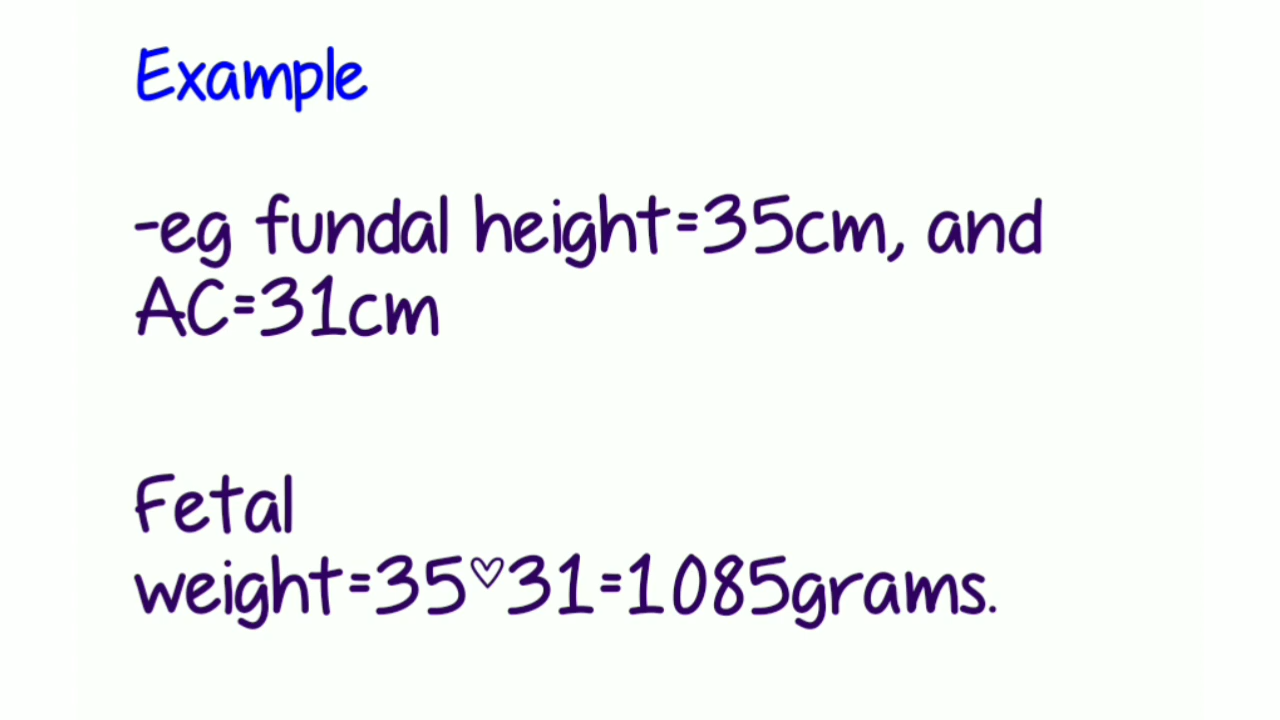 Example
-eg fundal height=35cm, and
AC=31cm
Fetal
weight=35♡31=1085grams.